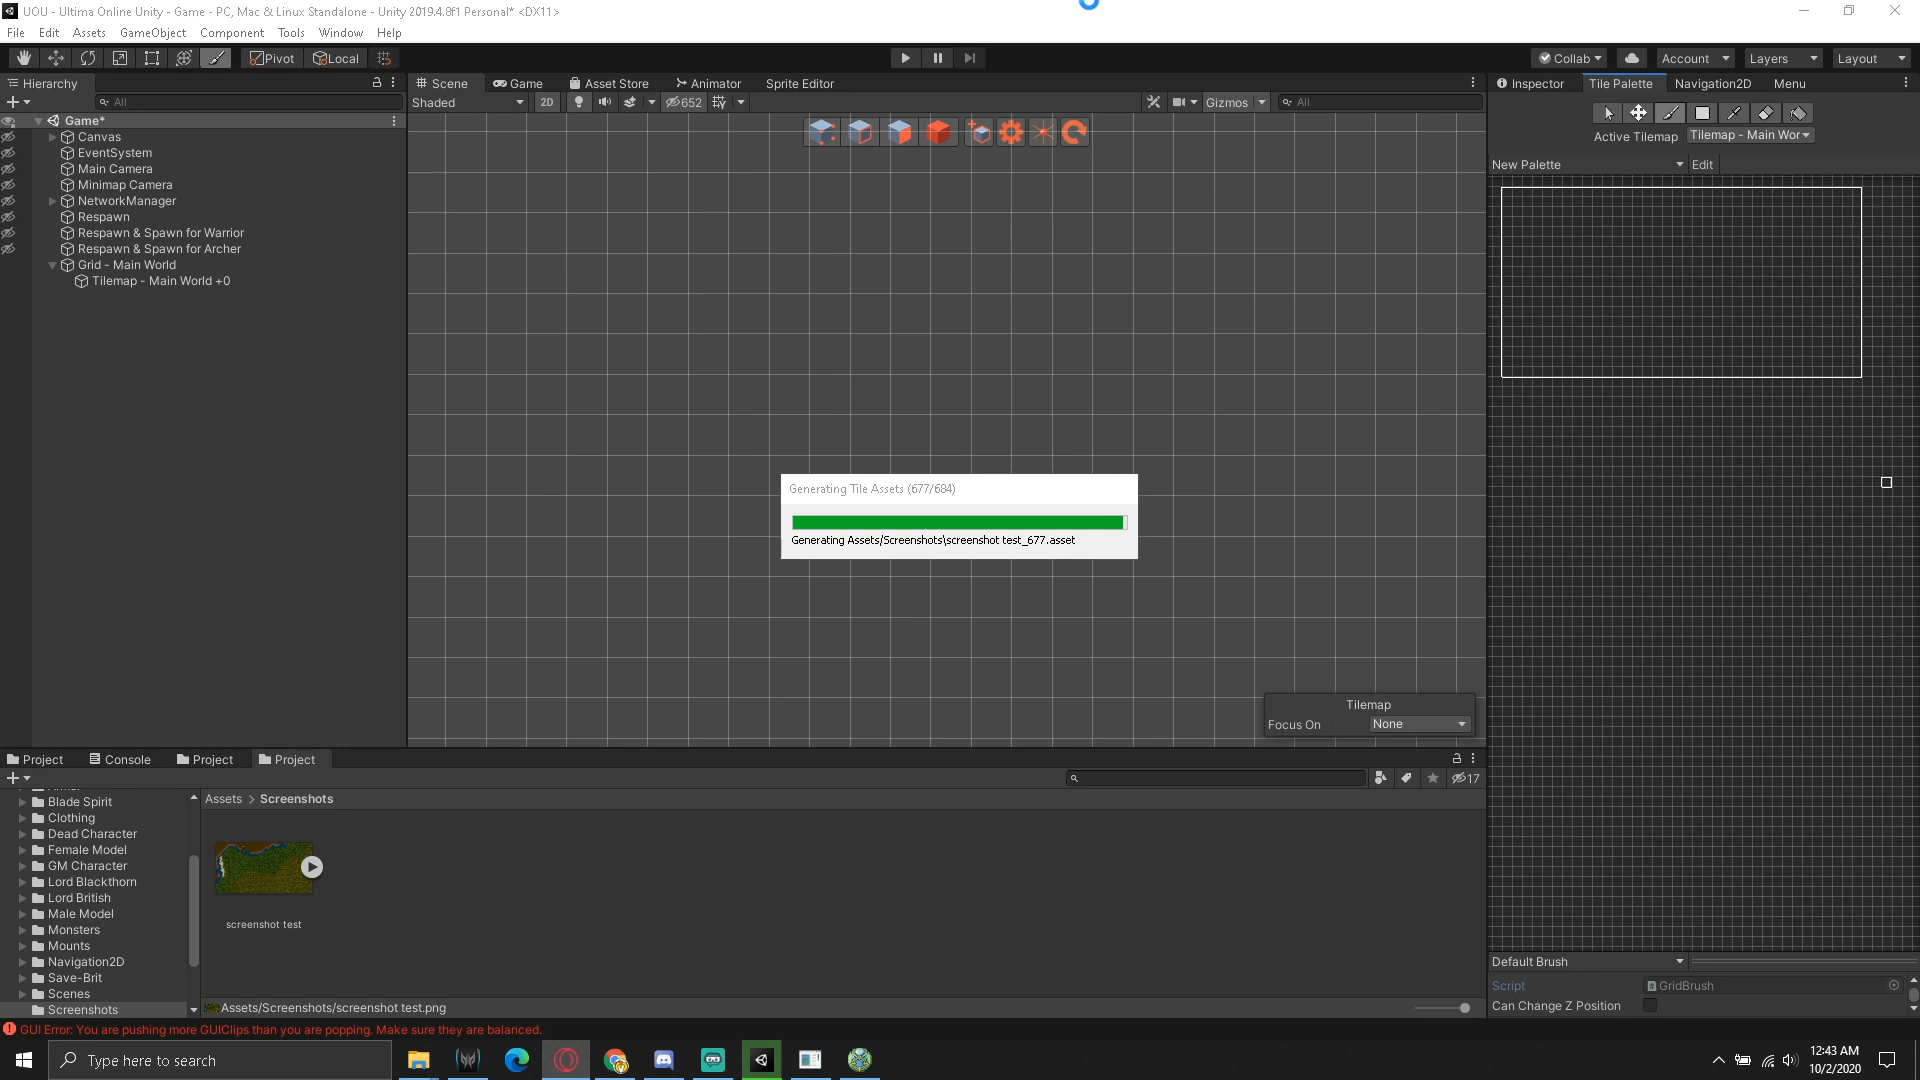 UOU - Ultima Online Unity - Game - PC, Mac & Linux Standalone - Unity 2019.4.8f1 Personal* <DX11>
File Edit Assets GameObject Component Tools Window Help
Pivot Local Collab Account Layers Layout
Hierarchy
All
Game*
Canvas
EventSystem
Main Camera
Minimap Camera
NetworkManager
Respawn
Respawn & Spawn for Warrior
Respawn & Spawn for Archer
Grid - Main World
Tilemap - Main World +0
Scene Game Asset Store Animator Sprite Editor
Shaded 2D 652 Gizmos All
Generating Tile Assets (677/684)
Generating Assets/Screenshots\screenshot test_677.asset
Tilemap
Focus On None
Inspector Tile Palette Navigation2D Menu
Active Tilemap Tilemap - Main Wor
New Palette Edit
Default Brush
Script GridBrush
Can Change Z Position
Project Console Project Project
17
Blade Spirit
Clothing
Dead Character
Female Model
GM Character
Lord Blackthorn
Lord British
Male Model
Monsters
Mounts
Navigation2D
Save-Brit
Scenes
Screenshots
Assets > Screenshots
screenshot test
Assets/Screenshots/screenshot test.png
GUI Error: You are pushing more GUIClips than you are popping. Make sure they are balanced.
Type here to search
12:43 AM
10/2/2020